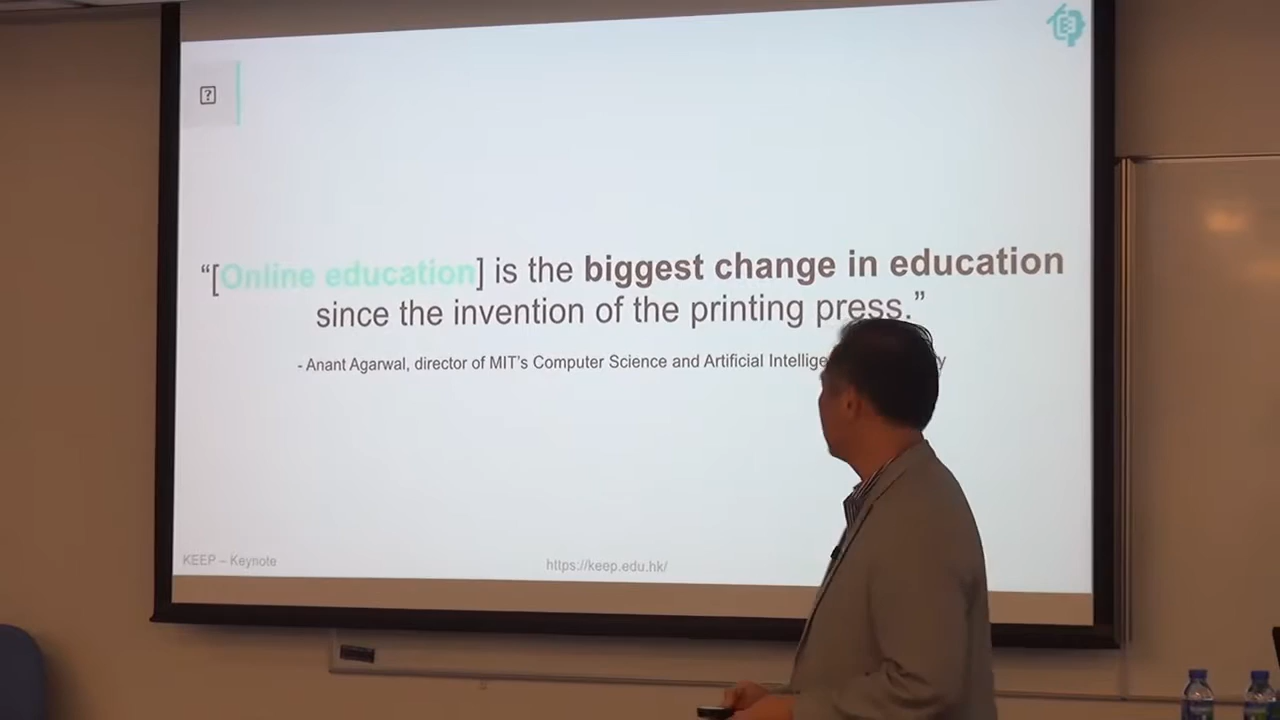 “[Online education] is the biggest change in education
since the invention of the printing press.”
- Anant Agarwal, director of MIT’s Computer Science and Artificial
KEEP – Keynote
https://keep.edu.hk/